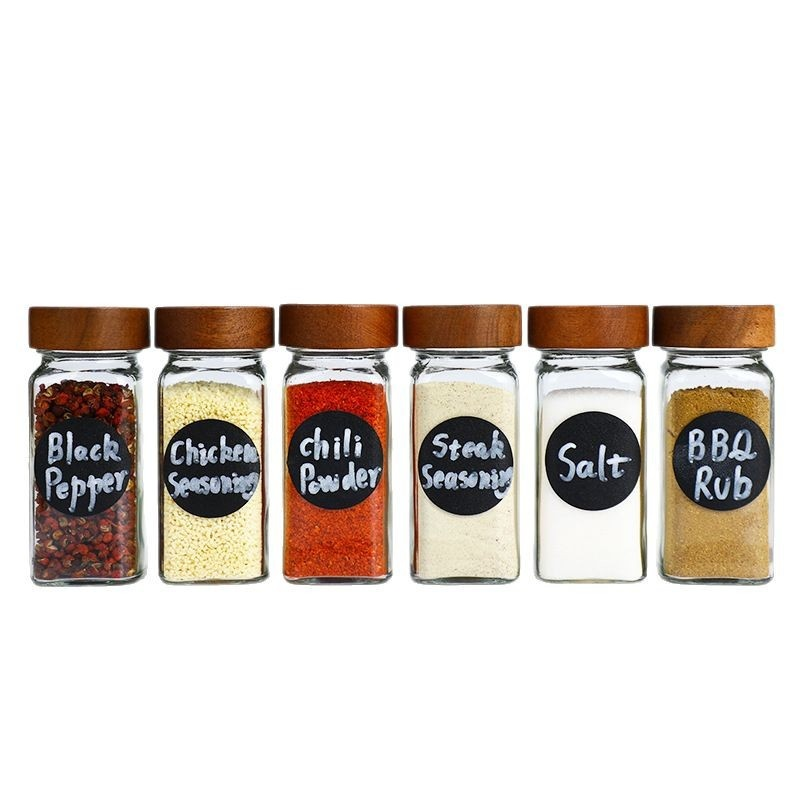 Black
Pepper
Chicken
Seasoning
chili
Powder
Steak
Seasoning
Salt
BBQ
Rub